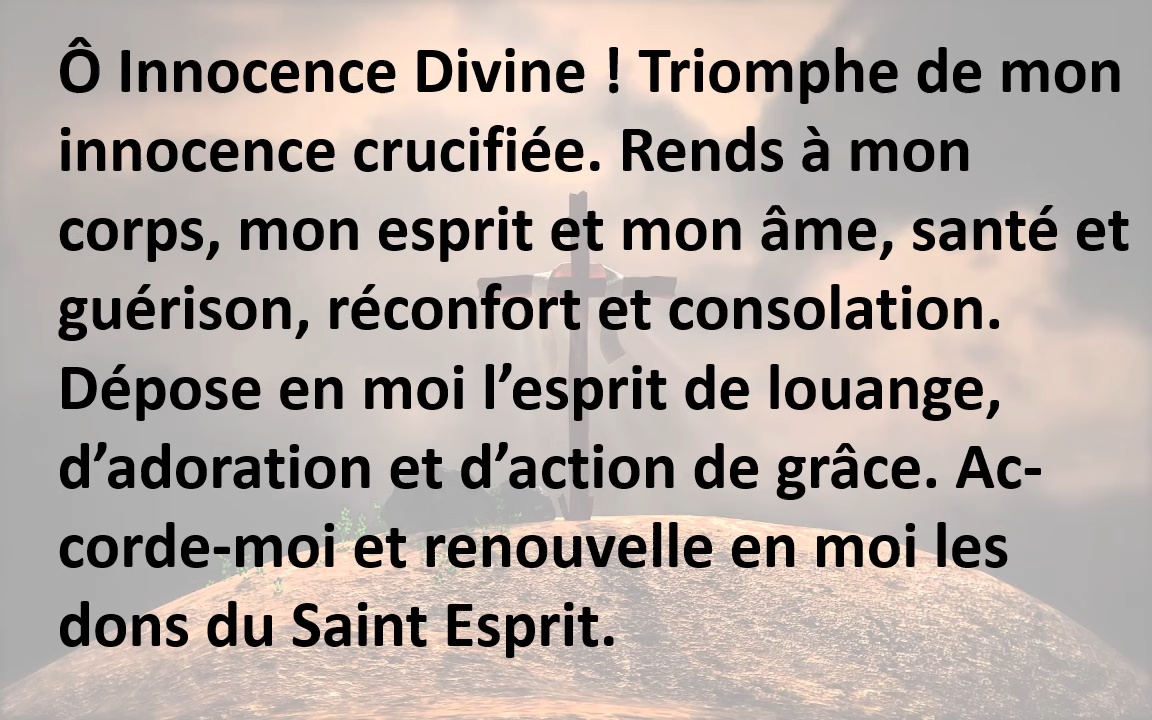 Ô Innocence Divine ! Triomphe de mon
innocence crucifiée. Rends à mon
corps, mon esprit et mon âme, santé et
guérison, réconfort et consolation.
Dépose en moi l’esprit de louange,
d’adoration et d’action de grâce. Ac-
corde-moi et renouvelle en moi les
dons du Saint Esprit.